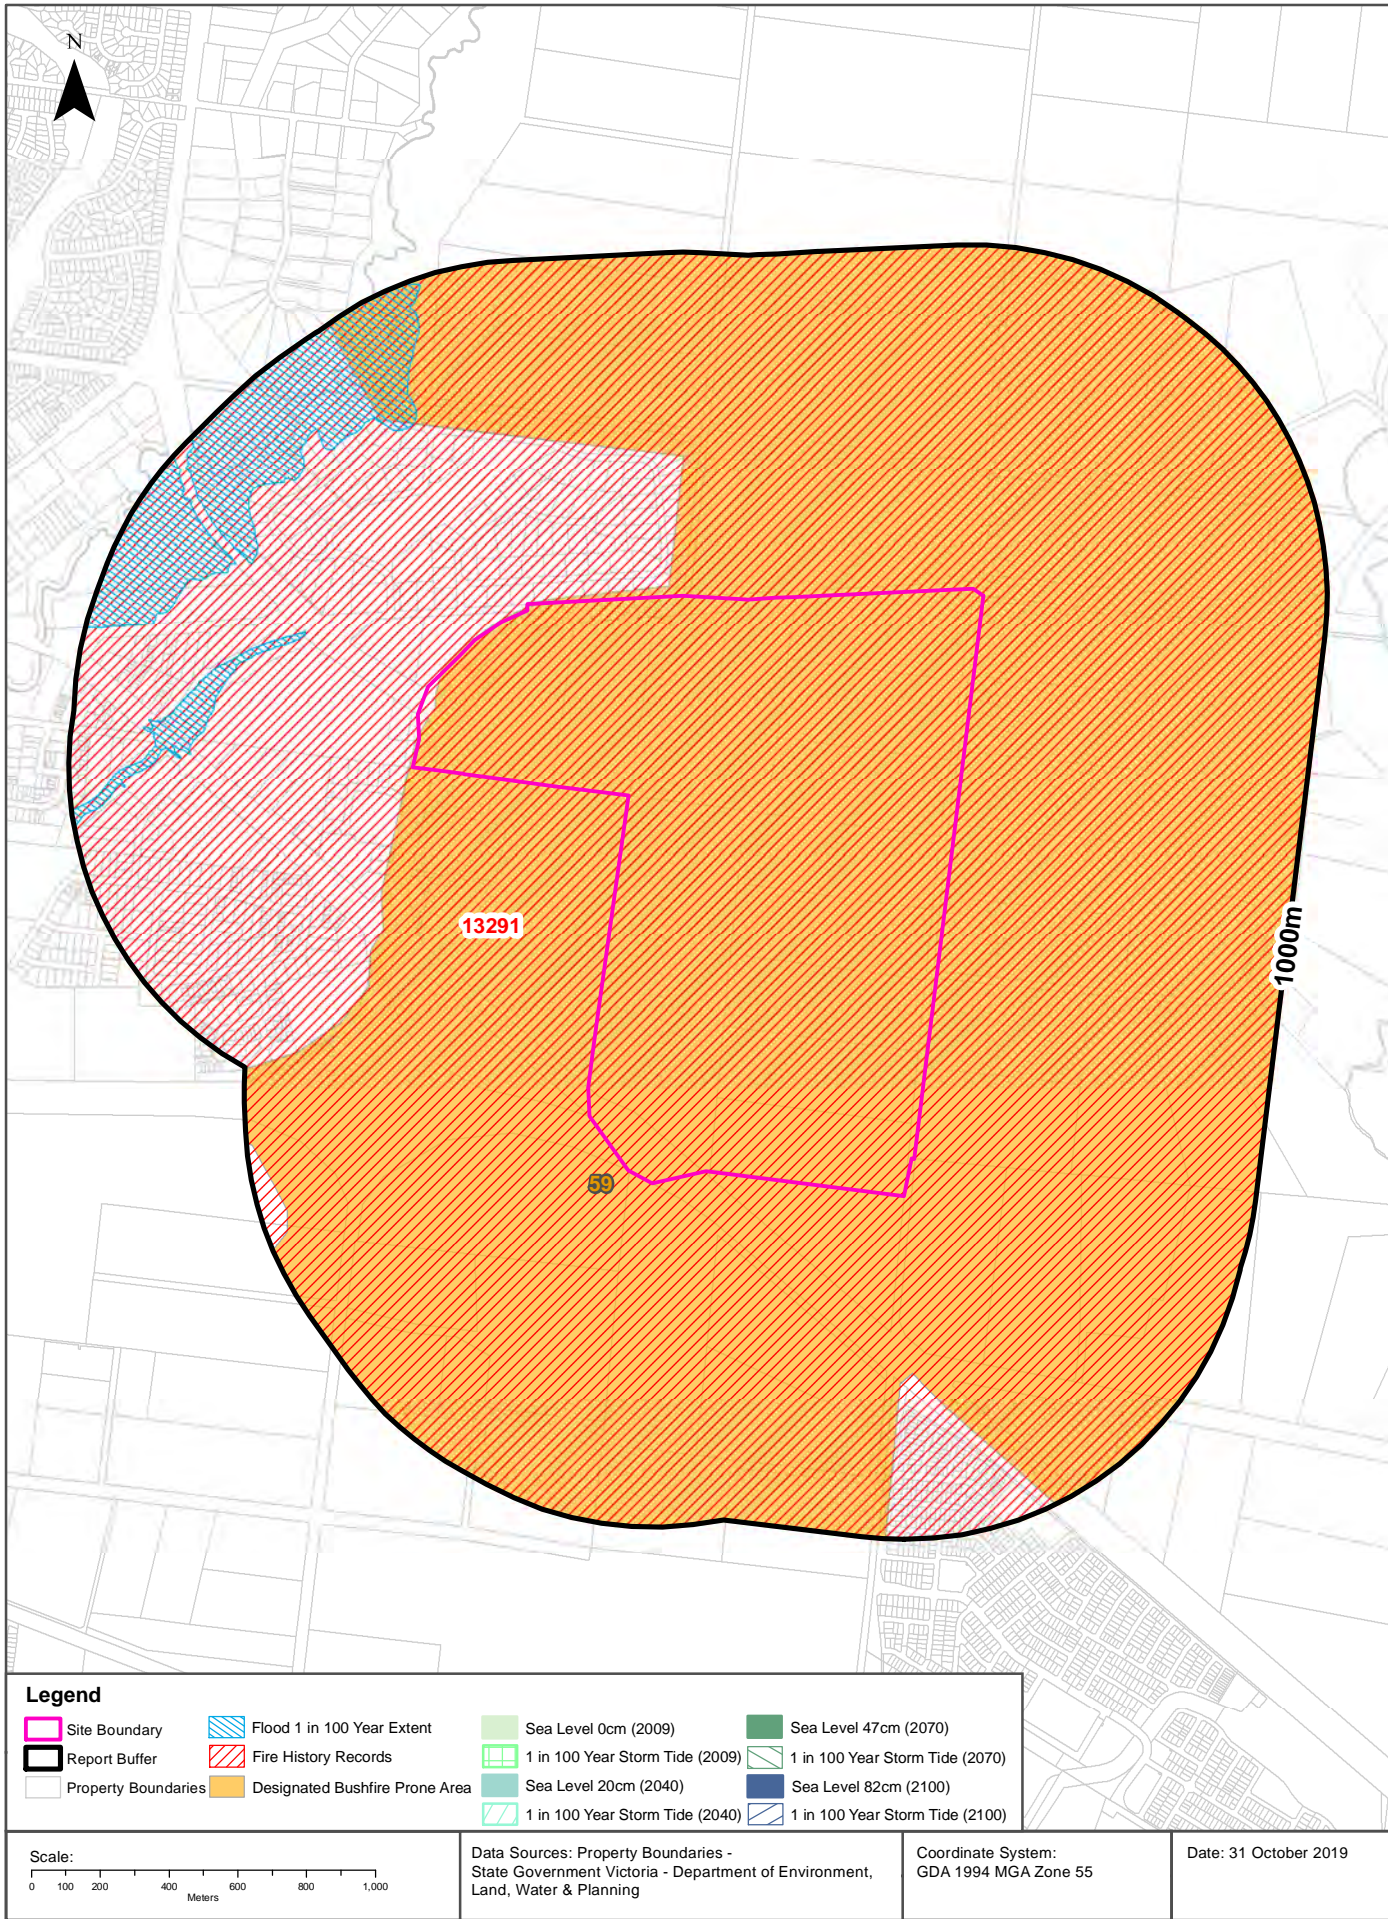 N
13291
1000m
59
Legend
Site Boundary
Report Buffer
Property Boundaries
Flood 1 in 100 Year Extent
Fire History Records
Designated Bushfire Prone Area
Sea Level 0cm (2009)
1 in 100 Year Storm Tide (2009)
Sea Level 20cm (2040)
1 in 100 Year Storm Tide (2040)
Sea Level 47cm (2070)
1 in 100 Year Storm Tide (2070)
Sea Level 82cm (2100)
1 in 100 Year Storm Tide (2100)
Scale:
0 100 200 400 600 800 1,000
Meters
Data Sources: Property Boundaries -
State Government Victoria - Department of Environment,
Land, Water & Planning
Coordinate System:
GDA 1994 MGA Zone 55
Date: 31 October 2019